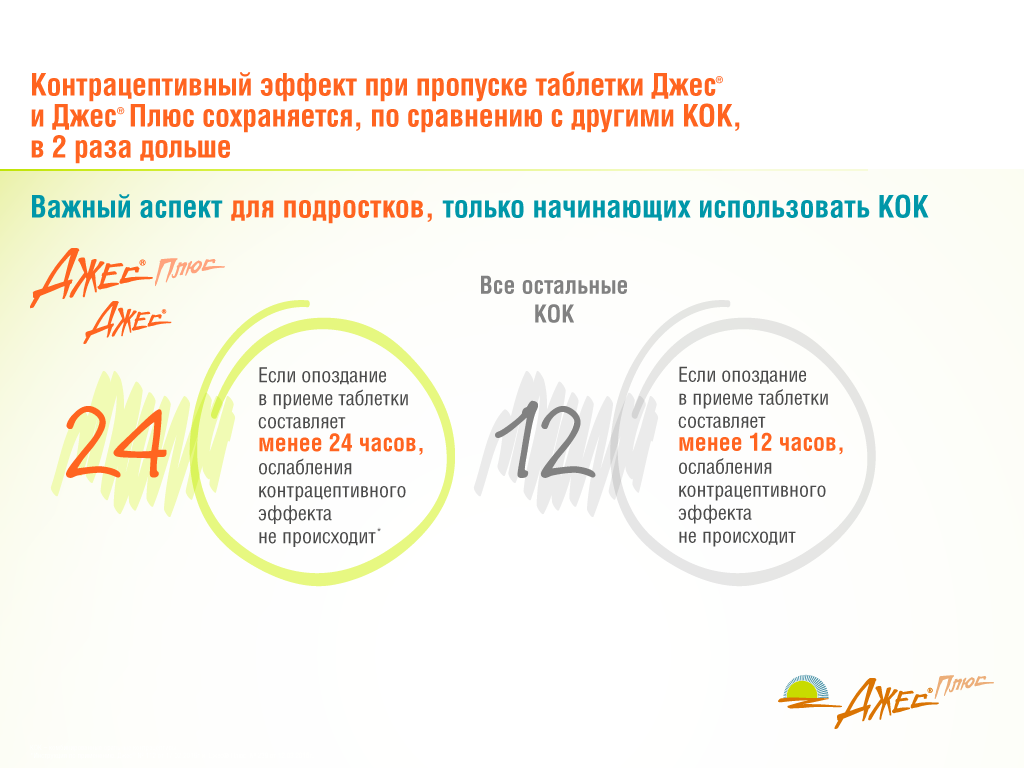 Контрацептивный эффект при пропуске таблетки Джес®
и Джес® Плюс сохраняется, по сравнению с другими КОК,
в 2 раза дольше
Важный аспект для подростков, только начинающих использовать КОК
Джес® Плюс
Джес®
24
Если опоздание
в приеме таблетки
составляет
менее 24 часов,
ослабления
контрацептивного
эффекта
не происходит*
Все остальные
КОК
12
Если опоздание
в приеме таблетки
составляет
менее 12 часов,
ослабления
контрацептивного
эффекта
не происходит
Джес® Плюс